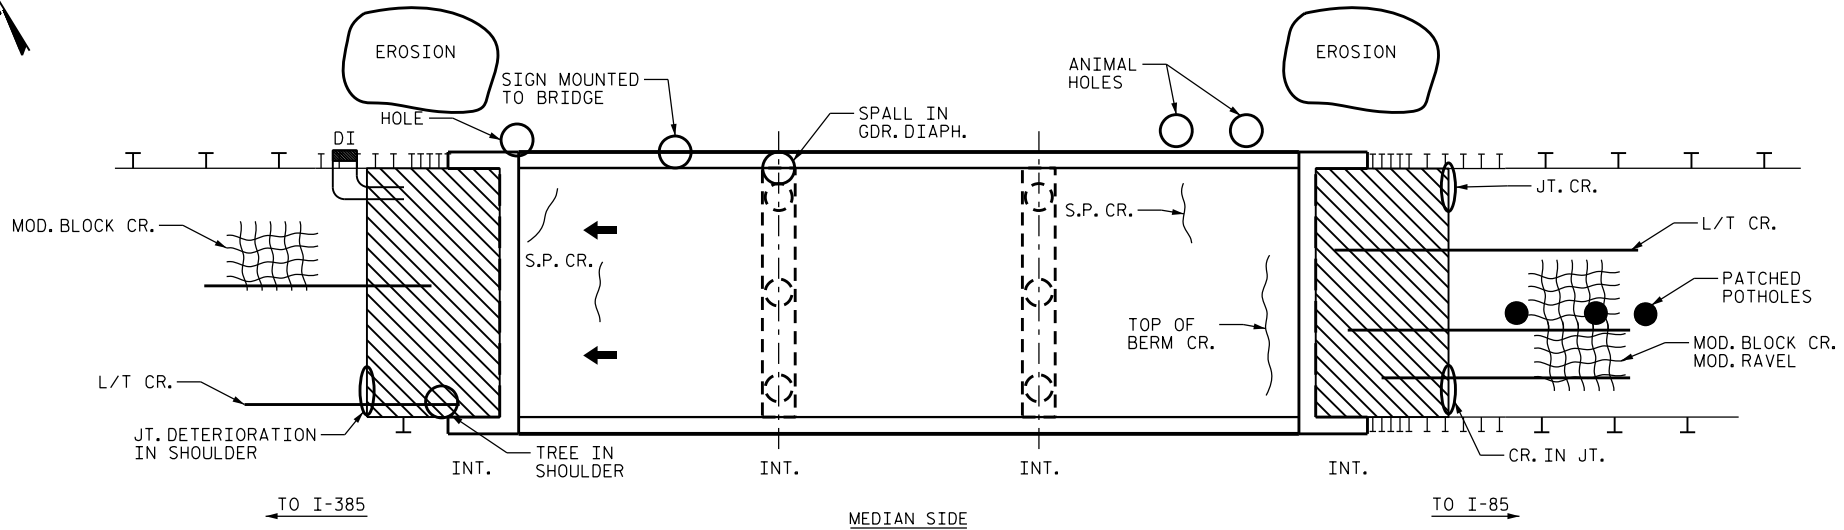 EROSION
EROSION
SIGN MOUNTED
TO BRIDGE
ANIMAL
HOLES
HOLE
SPALL IN
GDR. DIAPH.
DI
JT. CR.
MOD. BLOCK CR.
S.P. CR.
L/T CR.
S.P. CR.
PATCHED
POTHOLES
TOP OF
BERM CR.
MOD. BLOCK CR.
MOD. RAVEL
L/T CR.
JT. DETERIORATION
IN SHOULDER
TREE IN
SHOULDER
CR. IN JT.
INT.
INT.
INT.
INT.
TO I-385
MEDIAN SIDE
TO I-85